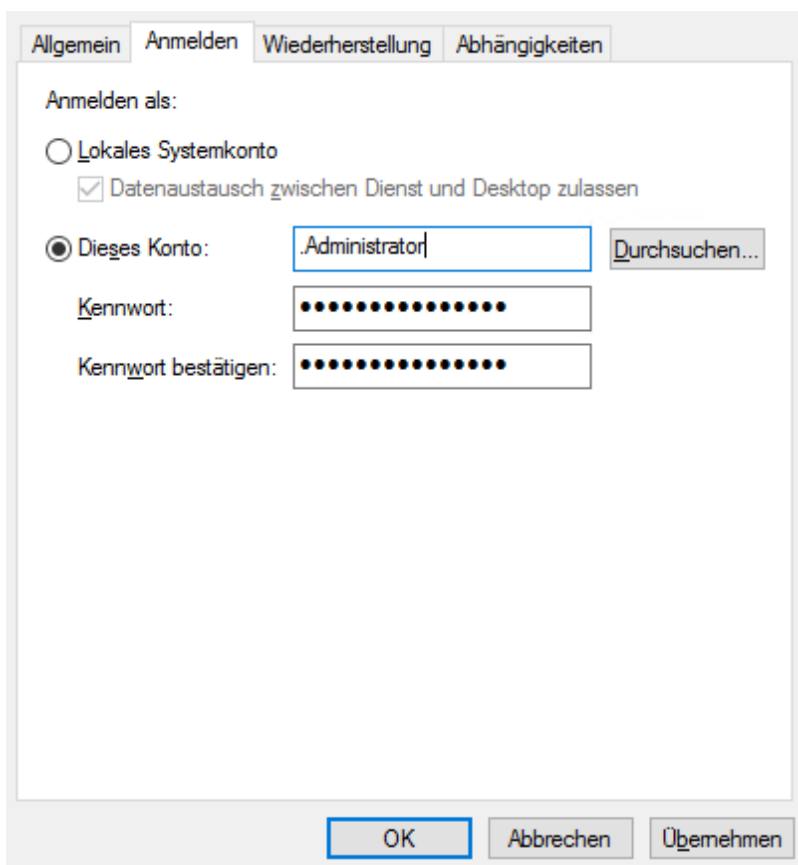 Allgemein Anmelden Wiederherstellung Abhängigkeiten
Anmelden als:
Lokales Systemkonto
Datenaustausch zwischen Dienst und Desktop zulassen
Dieses Konto: .Administrator Durchsuchen...
Kennwort: ●●●●●●●●●●●●●●●
Kennwort bestätigen: ●●●●●●●●●●●●●●●
OK Abbrechen Übernehmen